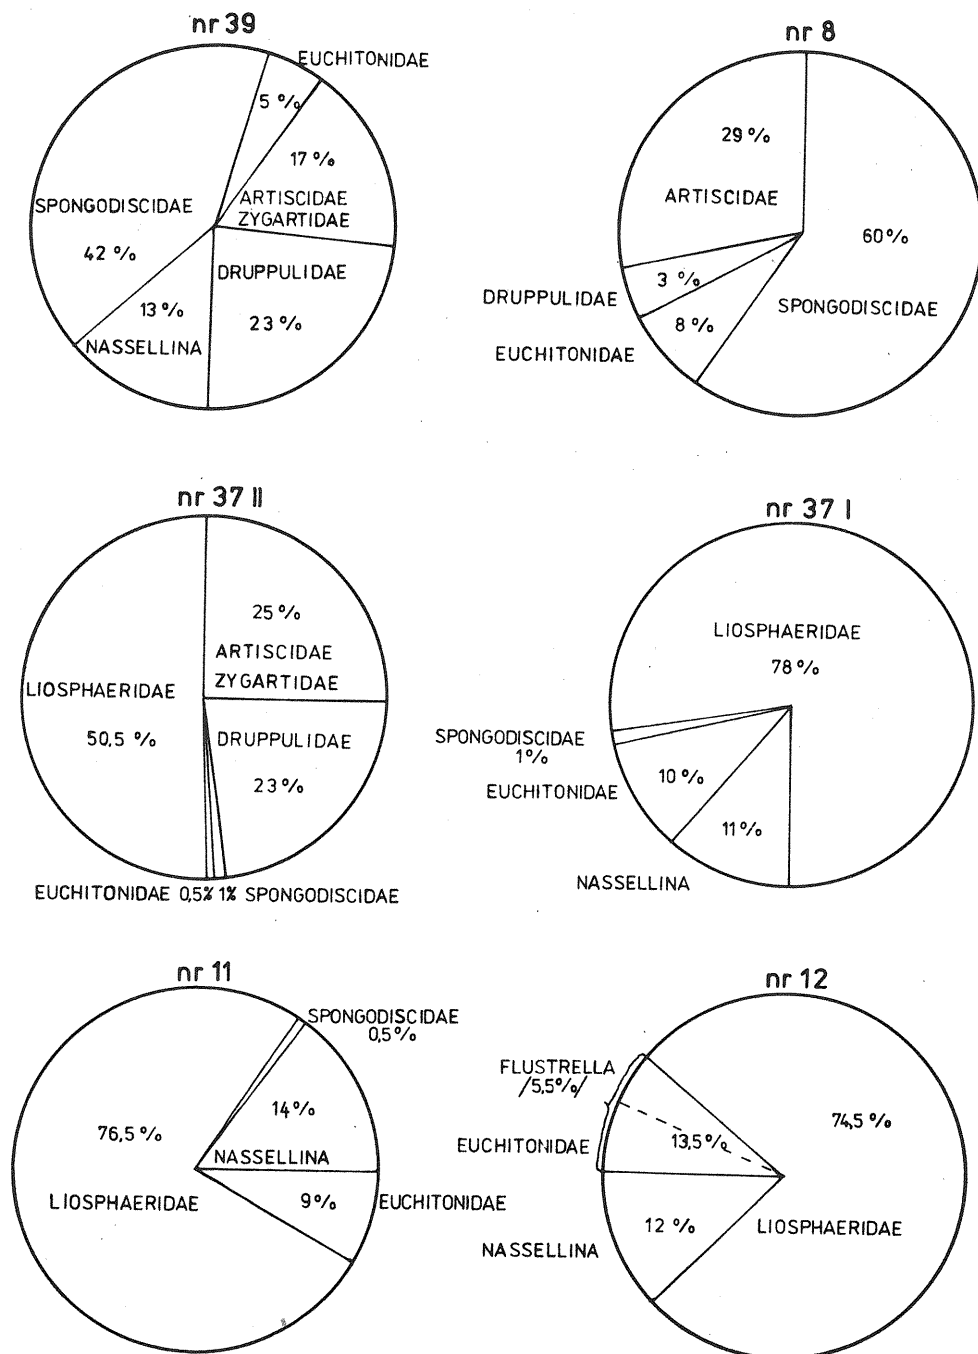 nr 39
EUCHITONIDAE
5 %
17 %
ARTISCIDAE
ZYGARTIDAE
SPONGODISCIDAE
42 %
DRUPPULIDAE
23 %
13 %
NASSELLINA
nr 8
29 %
ARTISCIDAE
60 %
SPONGODISCIDAE
3 %
DRUPPULIDAE
8 %
EUCHITONIDAE
nr 37 II
25 %
ARTISCIDAE
ZYGARTIDAE
LIOSPHAERIDAE
50,5 %
DRUPPULIDAE
23 %
EUCHITONIDAE 0,5% 1% SPONGODISCIDAE
nr 37 I
LIOSPHAERIDAE
78 %
SPONGODISCIDAE
1%
10 %
EUCHITONIDAE
11 %
NASSELLINA
nr 11
SPONGODISCIDAE
0,5%
14 %
NASSELLINA
76,5 %
LIOSPHAERIDAE
9 %
EUCHITONIDAE
nr 12
FLUSTRELLA
/5,5%/
74,5 %
13,5 %
EUCHITONIDAE
12 %
NASSELLINA
LIOSPHAERIDAE